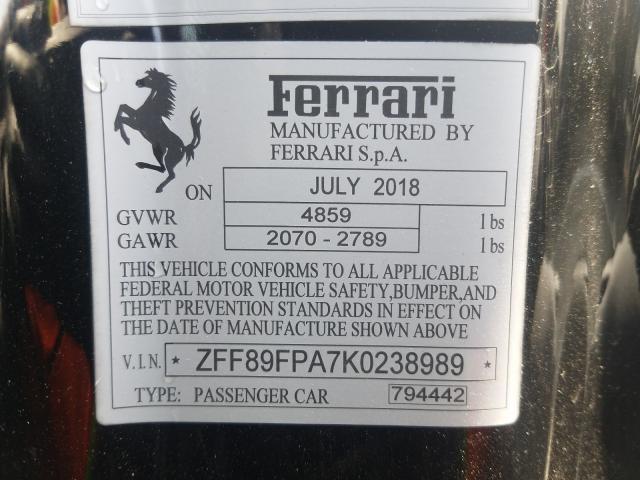 Ferrari
MANUFACTURED BY
FERRARI S.p.A.
ON JULY 2018
GVWR 4859 lbs
GAWR 2070 - 2789 lbs
THIS VEHICLE CONFORMS TO ALL APPLICABLE
FEDERAL MOTOR VEHICLE SAFETY,BUMPER,AND
THEFT PREVENTION STANDARDS IN EFFECT ON
THE DATE OF MANUFACTURE SHOWN ABOVE
V.I.N. * ZFF89FPA7K0238989 *
TYPE: PASSENGER CAR 794442